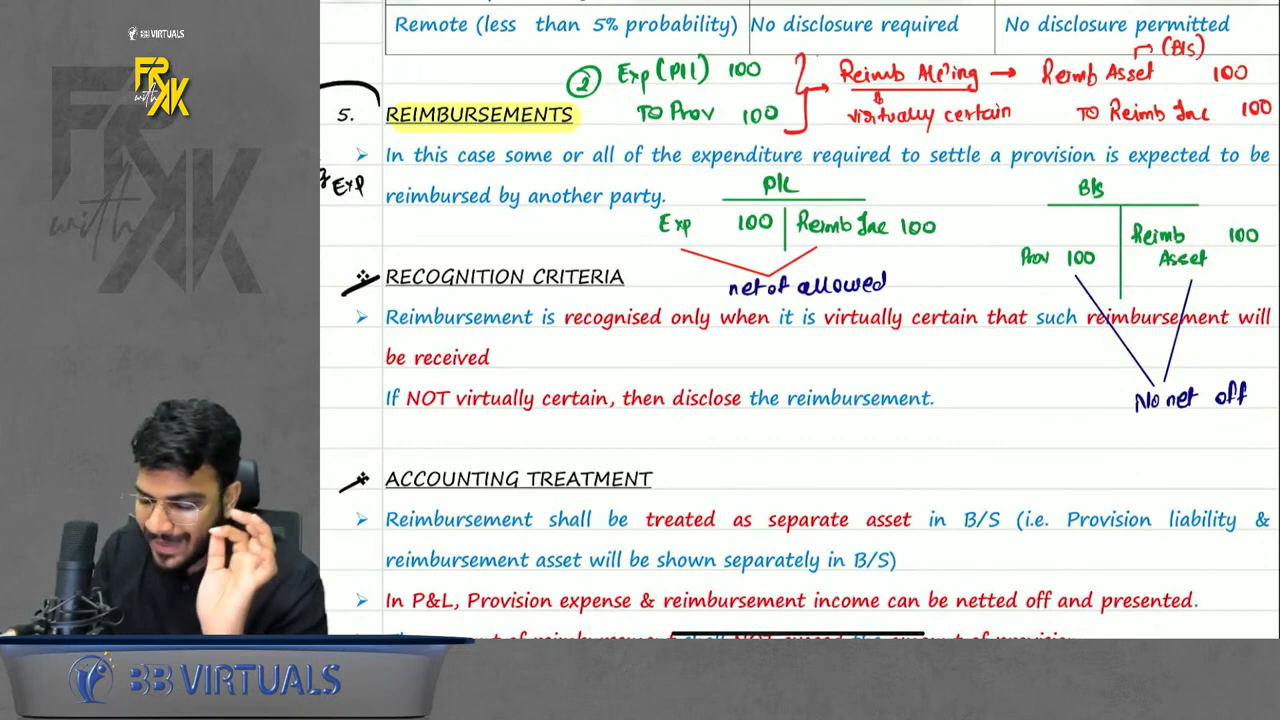 BB VIRTUALS
FR
with AK
FR
with AK
Remote (less than 5% probability) No disclosure required No disclosure permitted
(B/S)
② Exp (P/L) 100
To Prov 100
virtually certain
Reimb Asset 100
To Reimb Inc 100
5. REIMBURSEMENTS
➢ In this case some or all of the expenditure required to settle a provision is expected to be
reimbursed by another party.
Exp
P/L
Exp 100 Reimb Inc 100
net of allowed
B/S
Prov 100
Reimb 100
Asset
No net off
❖ RECOGNITION CRITERIA
➢ Reimbursement is recognised only when it is virtually certain that such reimbursement will
be received
If NOT virtually certain, then disclose the reimbursement.
❖ ACCOUNTING TREATMENT
➢ Reimbursement shall be treated as separate asset in B/S (i.e. Provision liability &
reimbursement asset will be shown separately in B/S)
➢ In P&L, Provision expense & reimbursement income can be netted off and presented.
BB VIRTUALS